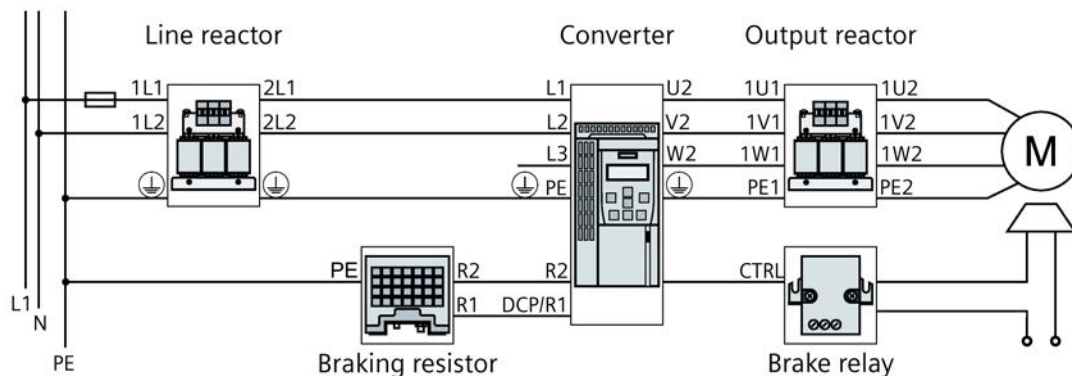 Line reactor Converter Output reactor
1L1 2L1 L1 U2 1U1 1U2
1L2 2L2 L2 V2 1V1 1V2
L3 W2 1W1 1W2
M
PE PE1 PE2
PE R2 R2 CTRL
L1 R1 DCP/R1
N
PE Braking resistor Brake relay